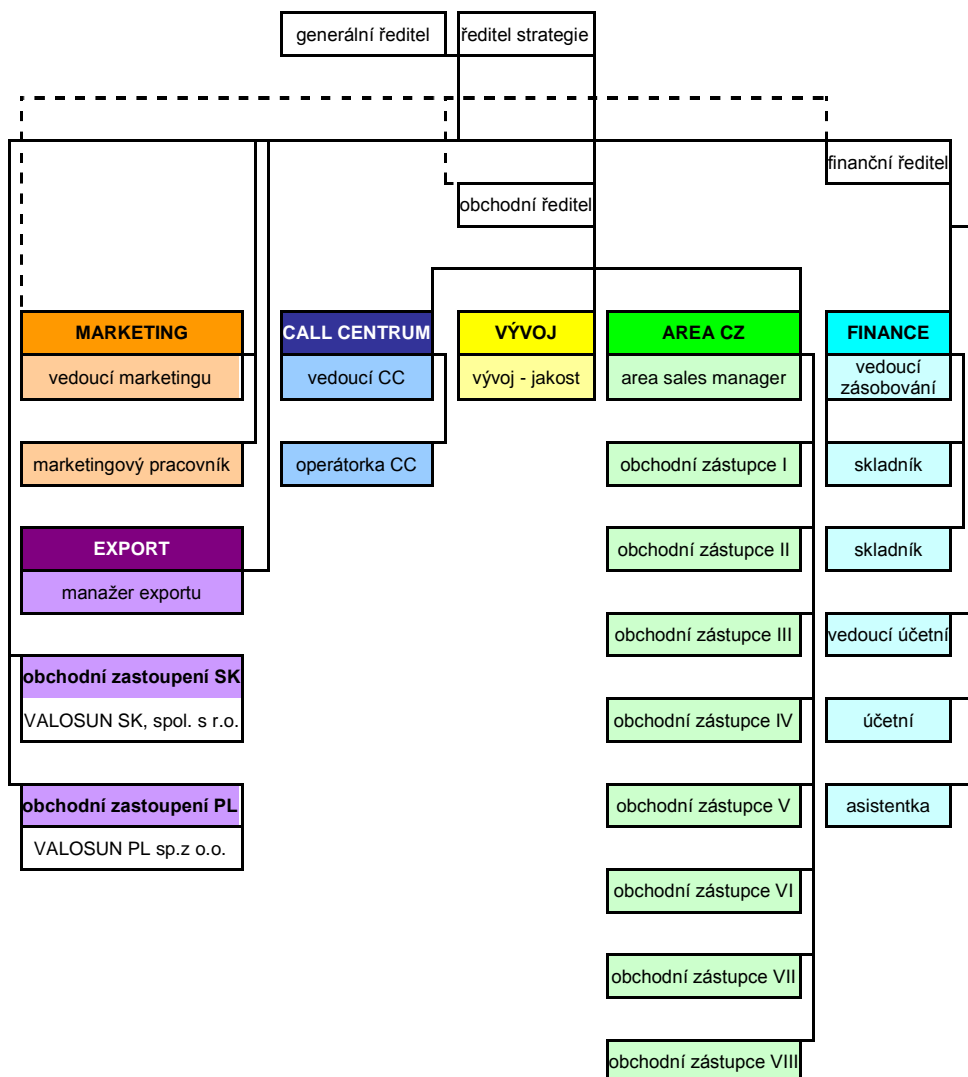 generální ředitel
ředitel strategie
finanční ředitel
obchodní ředitel
MARKETING
vedoucí marketingu
marketingový pracovník
EXPORT
manažer exportu
obchodní zastoupení SK
VALOSUN SK, spol. s r.o.
obchodní zastoupení PL
VALOSUN PL sp.z o.o.
CALL CENTRUM
vedoucí CC
operátorka CC
VÝVOJ
vývoj - jakost
AREA CZ
area sales manager
obchodní zástupce I
obchodní zástupce II
obchodní zástupce III
obchodní zástupce IV
obchodní zástupce V
obchodní zástupce VI
obchodní zástupce VII
obchodní zástupce VIII
FINANCE
vedoucí
zásobování
skladník
skladník
vedoucí účetní
účetní
asistentka